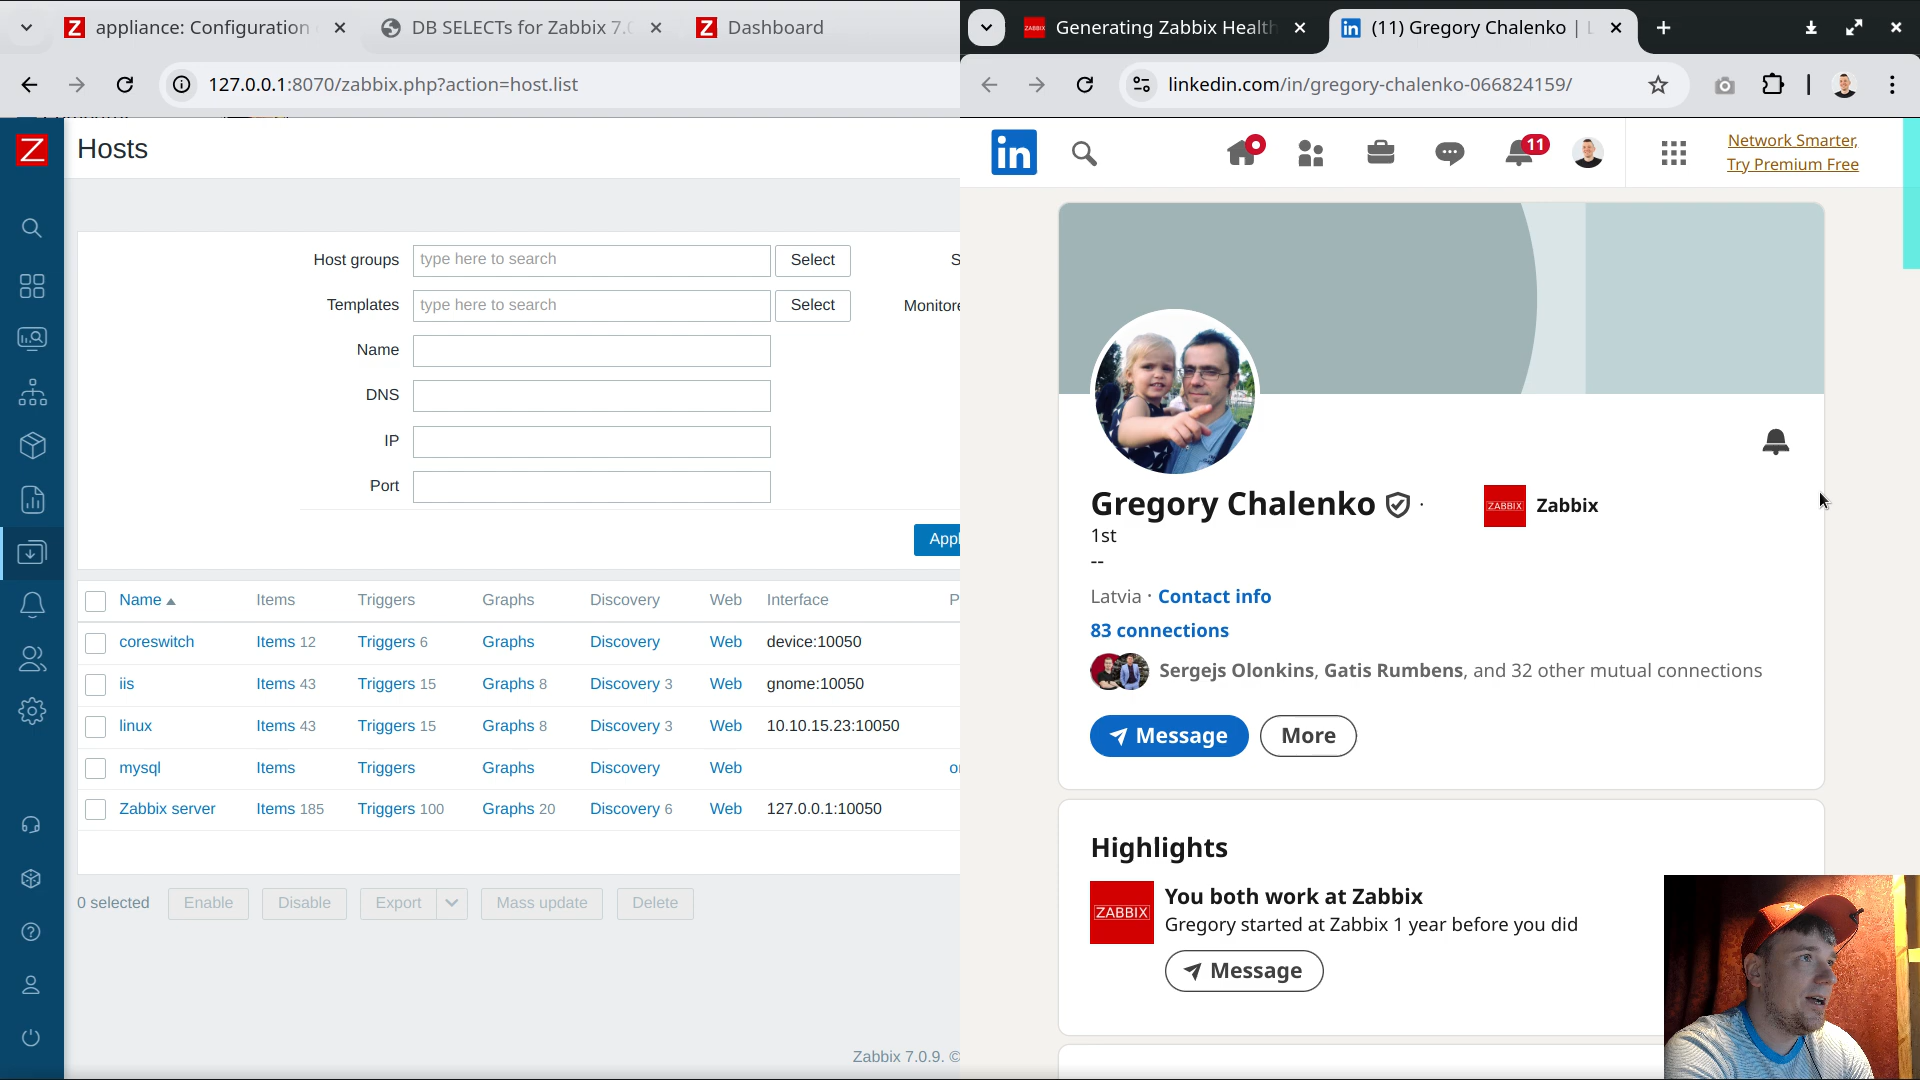 appliance: Configuration
DB SELECTs for Zabbix 7.0
Dashboard
127.0.0.1:8070/zabbix.php?action=host.list
Z
Hosts
Host groups
type here to search
Select
Templates
type here to search
Select
Monitore
Name
DNS
IP
Port
Appl
Name
Items
Triggers
Graphs
Discovery
Web
Interface
P
coreswitch
Items 12
Triggers 6
Graphs
Discovery
Web
device:10050
iis
Items 43
Triggers 15
Graphs 8
Discovery 3
Web
gnome:10050
linux
Items 43
Triggers 15
Graphs 8
Discovery 3
Web
10.10.15.23:10050
mysql
Items
Triggers
Graphs
Discovery
Web
Zabbix server
Items 185
Triggers 100
Graphs 20
Discovery 6
Web
127.0.0.1:10050
0 selected
Enable
Disable
Export
Mass update
Delete
Zabbix 7.0.9. ©
Generating Zabbix Health
(11) Gregory Chalenko | L
linkedin.com/in/gregory-chalenko-066824159/
in
11
Network Smarter,
Try Premium Free
Gregory Chalenko ·
1st
--
ZABBIX
Zabbix
Latvia · Contact info
83 connections
Sergejs Olonkins, Gatis Rumbens, and 32 other mutual connections
Message
More
Highlights
ZABBIX
You both work at Zabbix
Gregory started at Zabbix 1 year before you did
Message